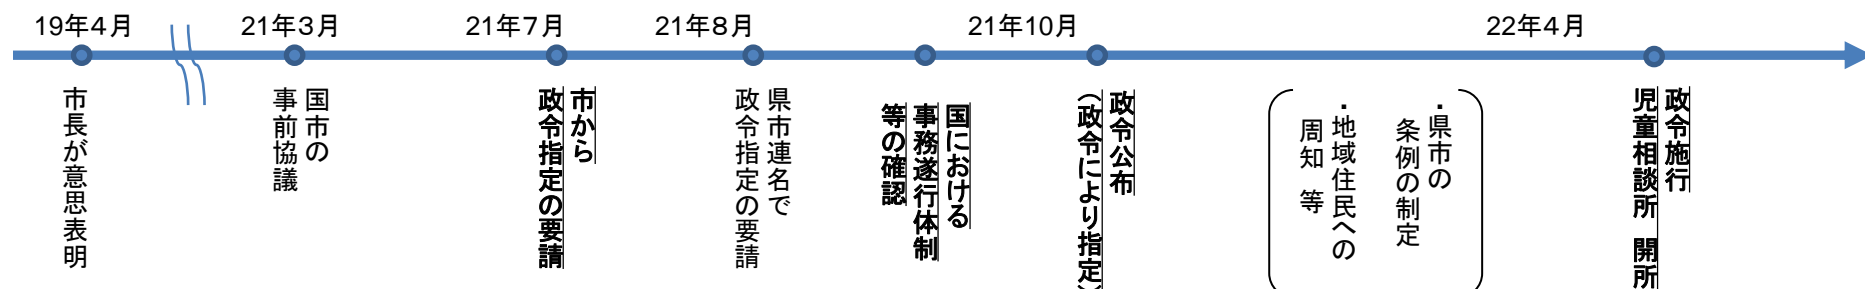 19年4月
21年3月
21年7月
21年8月
21年10月
22年4月
市長が意思表明
国市の
事前協議
市から
政令指定の要請
県市連名で
政令指定の要請
国における
事務遂行体制
等の確認
政令公布
（政令により指定）
・県市の
条例の制定
・地域住民への
周知 等
政令施行
児童相談所 開所